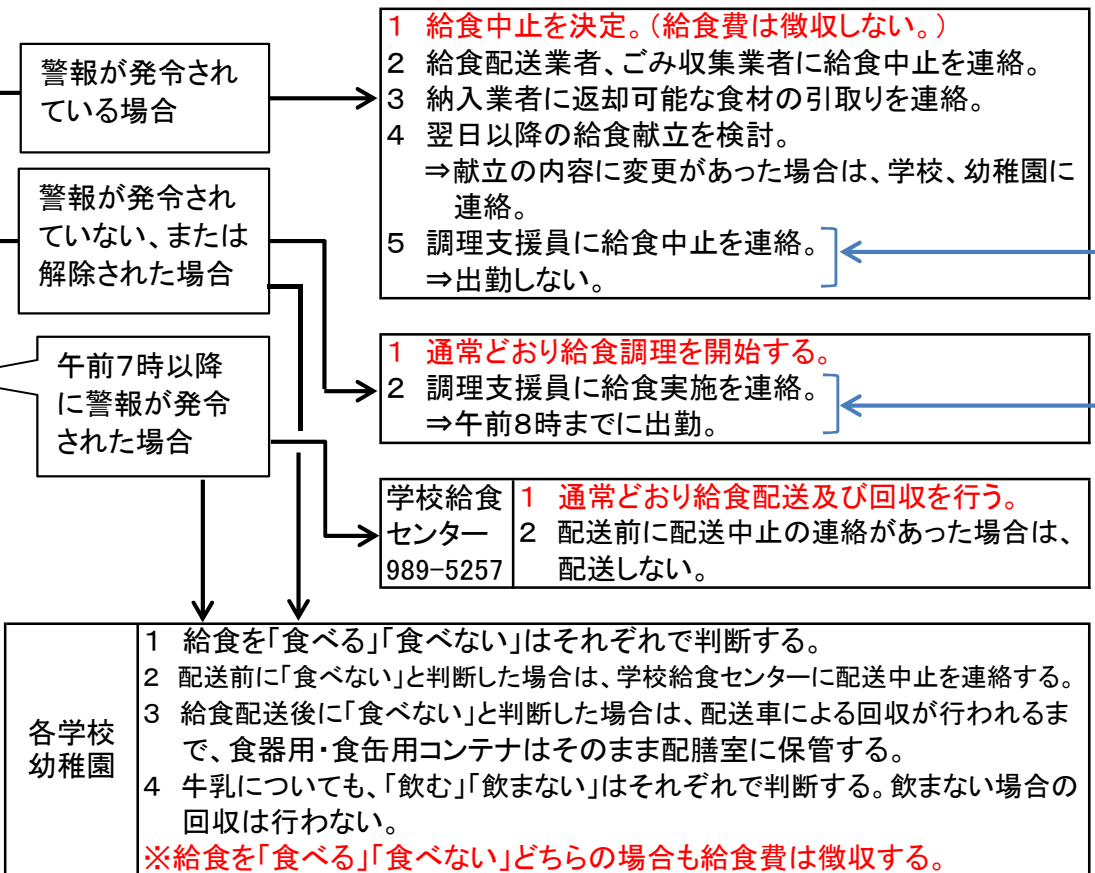 警報が発令され
ている場合
1 給食中止を決定。(給食費は徴収しない。)
2 給食配送業者、ごみ収集業者に給食中止を連絡。
3 納入業者に返却可能な食材の引取りを連絡。
4 翌日以降の給食献立を検討。
⇒献立の内容に変更があった場合は、学校、幼稚園に
連絡。
5 調理支援員に給食中止を連絡。
⇒出勤しない。
警報が発令され
ていない、または
解除された場合
1 通常どおり給食調理を開始する。
2 調理支援員に給食実施を連絡。
⇒午前8時までに出勤。
午前7時以降
に警報が発令
された場合
学校給食
センター
989-5257
1 通常どおり給食配送及び回収を行う。
2 配送前に配送中止の連絡があった場合は、
配送しない。
各学校
幼稚園
1 給食を「食べる」「食べない」はそれぞれで判断する。
2 配送前に「食べない」と判断した場合は、学校給食センターに配送中止を連絡する。
3 給食配送後に「食べない」と判断した場合は、配送車による回収が行われるま
で、食器用・食缶用コンテナはそのまま配膳室に保管する。
4 牛乳についても、「飲む」「飲まない」はそれぞれで判断する。飲まない場合の
回収は行わない。
※給食を「食べる」「食べない」どちらの場合も給食費は徴収する。